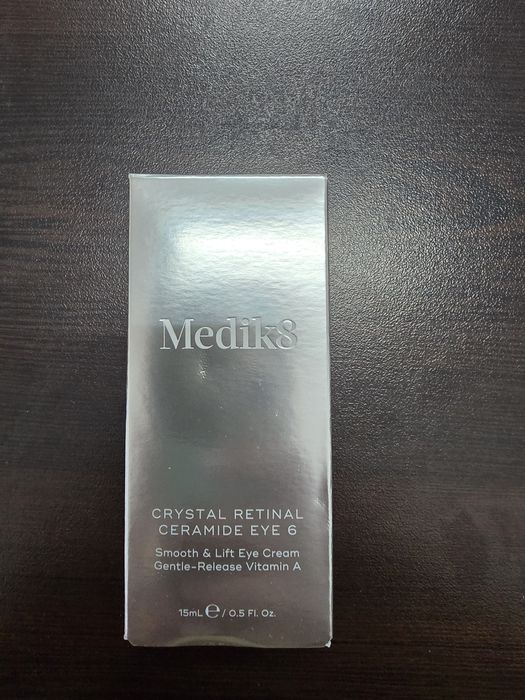 Medik8
CRYSTAL RETINAL
CERAMIDE EYE 6
Smooth & Lift Eye Cream
Gentle-Release Vitamin A
15mL ℮ / 0.5 Fl. Oz.